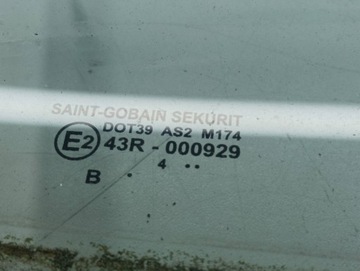 SAINT-GOBAIN SEKURIT
DOT39 AS2 M174
E2 43R - 000929
4 ..
B .